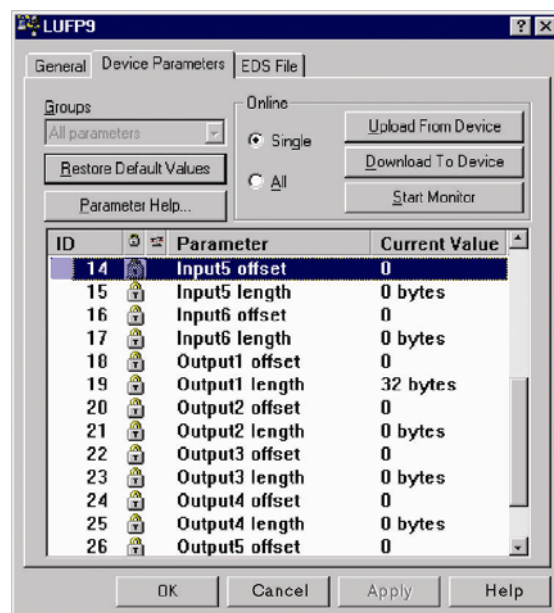 LUFP9
General Device Parameters EDS File
Groups
All parameters
Restore Default Values
Parameter Help...
Online
Single
All
Upload From Device
Download To Device
Start Monitor
ID Parameter Current Value
14 Input5 offset 0
15 Input5 length 0 bytes
16 Input6 offset 0
17 Input6 length 0 bytes
18 Output1 offset 0
19 Output1 length 32 bytes
20 Output2 offset 0
21 Output2 length 0 bytes
22 Output3 offset 0
23 Output3 length 0 bytes
24 Output4 offset 0
25 Output4 length 0 bytes
26 Output5 offset 0
OK Cancel Apply Help